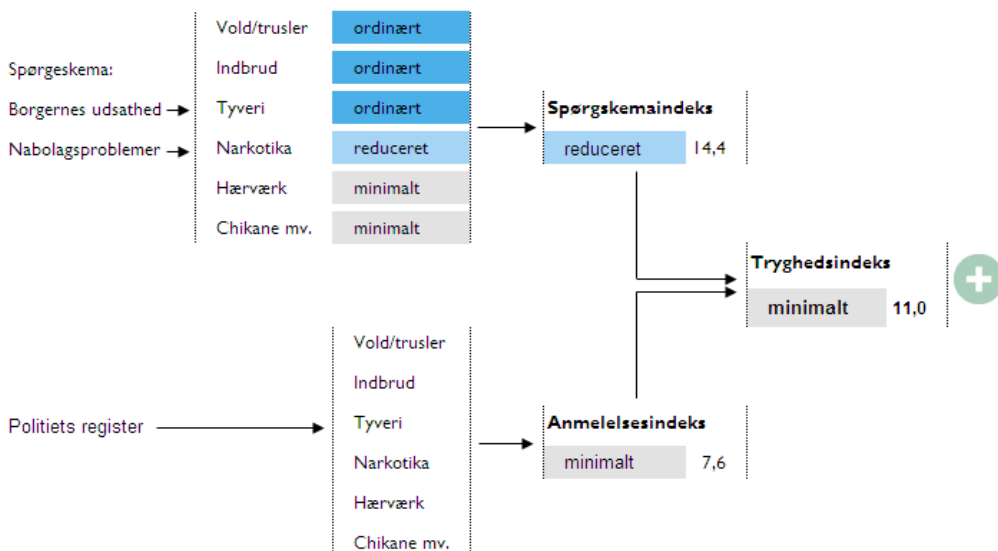 Spørgeskema:
Borgernes udsathed
Nabolagsproblemer
Vold/trusler ordinært
Indbrud ordinært
Tyveri ordinært
Narkotika reduceret
Hærværk minimalt
Chikane mv. minimalt
Spørgskemaindeks
reduceret 14,4
Tryghedsindeks
minimalt 11,0
Politiets register
Vold/trusler
Indbrud
Tyveri
Narkotika
Hærværk
Chikane mv.
Anmelelsesindeks
minimalt 7,6